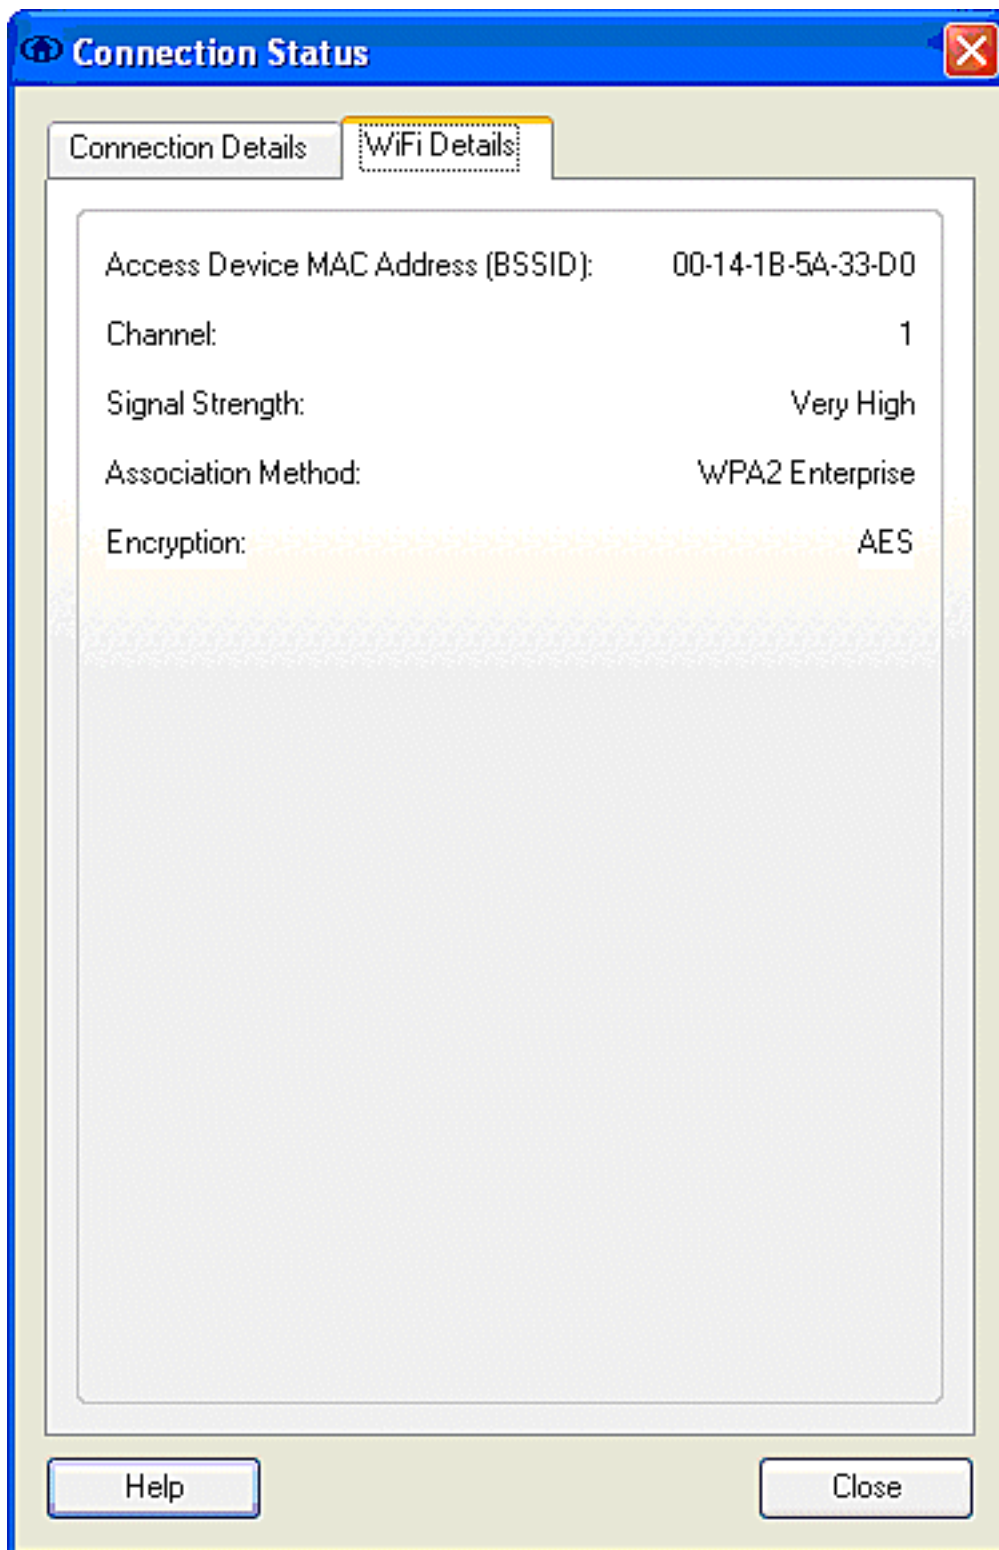 Connection Status
Connection Details WiFi Details
Access Device MAC Address (BSSID): 00-14-1B-5A-33-D0
Channel: 1
Signal Strength: Very High
Association Method: WPA2 Enterprise
Encryption: AES
Help Close